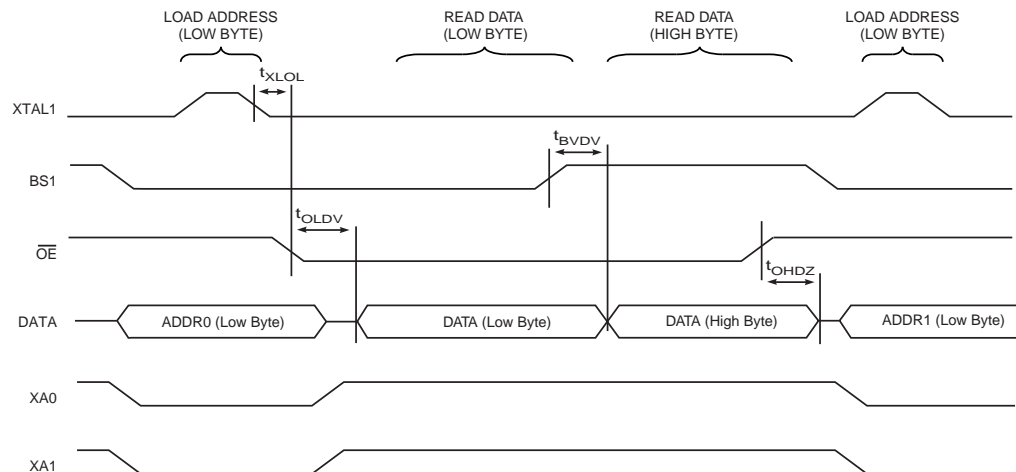 LOAD ADDRESS
(LOW BYTE)
READ DATA
(LOW BYTE)
READ DATA
(HIGH BYTE)
LOAD ADDRESS
(LOW BYTE)
tXLOL
XTAL1
tBVDV
BS1
tOLDV
OE
tOHDZ
DATA
ADDR0 (Low Byte)
DATA (Low Byte)
DATA (High Byte)
ADDR1 (Low Byte)
XA0
XA1